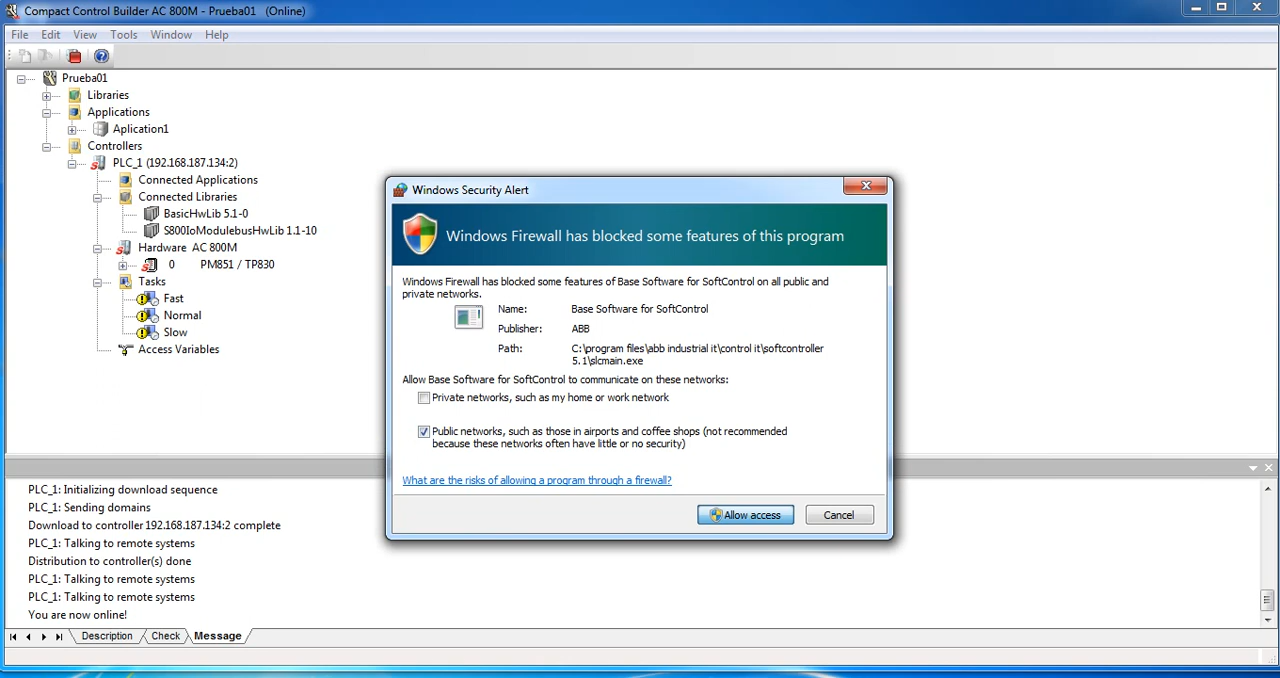 Compact Control Builder AC 800M - Prueba01   (Online)
File Edit View Tools Window Help
Prueba01
Libraries
Applications
Aplication1
Controllers
PLC_1 (192.168.187.134:2)
Connected Applications
Connected Libraries
BasicHwLib 5.1-0
S800IoModulebusHwLib 1.1-10
Hardware AC 800M
0 PM851 / TP830
Tasks
Fast
Normal
Slow
Access Variables
Windows Security Alert
Windows Firewall has blocked some features of this program
Windows Firewall has blocked some features of Base Software for SoftControl on all public and
private networks.
Name: Base Software for SoftControl
Publisher: ABB
Path: C:\program files\abb industrial it\control it\softcontroller
5.1\slcmain.exe
Allow Base Software for SoftControl to communicate on these networks:
Private networks, such as my home or work network
Public networks, such as those in airports and coffee shops (not recommended
because these networks often have little or no security)
What are the risks of allowing a program through a firewall?
Allow access Cancel
PLC_1: Initializing download sequence
PLC_1: Sending domains
Download to controller 192.168.187.134:2 complete
PLC_1: Talking to remote systems
Distribution to controller(s) done
PLC_1: Talking to remote systems
PLC_1: Talking to remote systems
You are now online!
Description Check Message